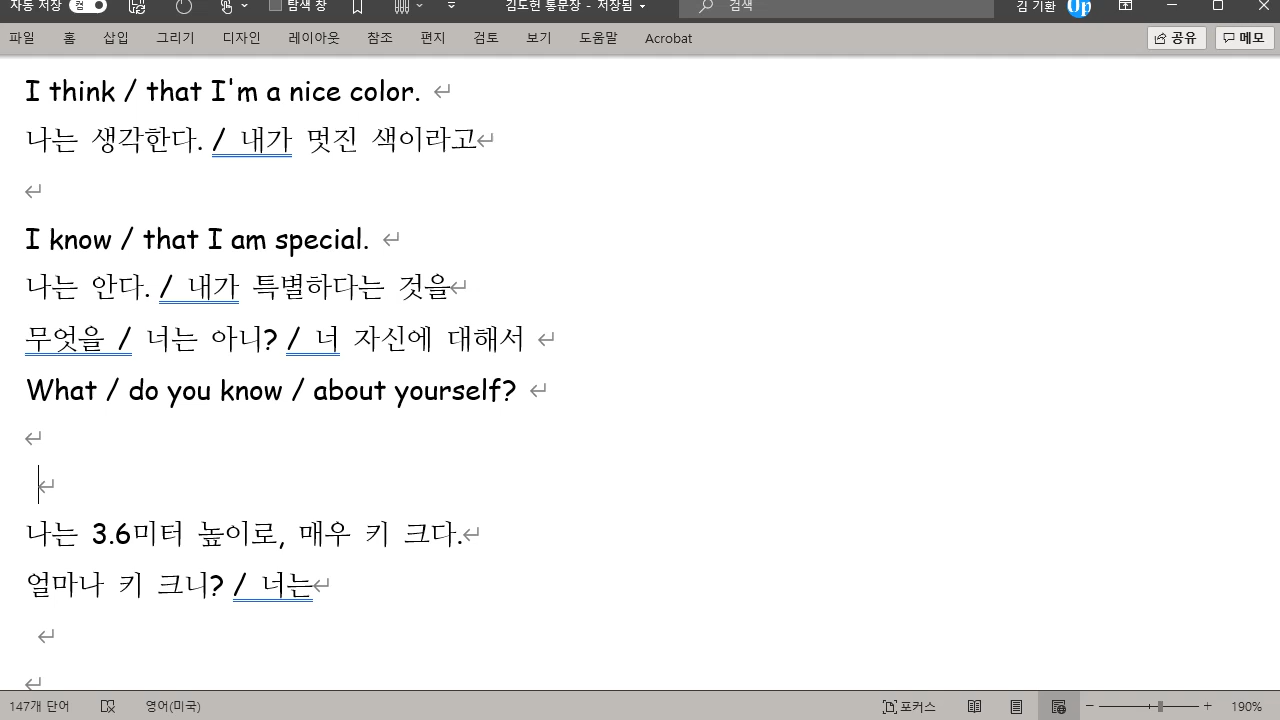 자동 저장 켬 탐색 창 김도현 통문장 - 저장됨 검색 김 기환
파일 홈 삽입 그리기 디자인 레이아웃 참조 편지 검토 보기 도움말 Acrobat 공유 메모
I think / that I'm a nice color. ↵
나는 생각한다. / 내가 멋진 색이라고↵
↵
I know / that I am special. ↵
나는 안다. / 내가 특별하다는 것을↵
무엇을 / 너는 아니? / 너 자신에 대해서 ↵
What / do you know / about yourself? ↵
↵
↵
나는 3.6미터 높이로, 매우 키 크다.↵
얼마나 키 크니? / 너는↵
↵
↵
147개 단어 영어(미국) 포커스 190%